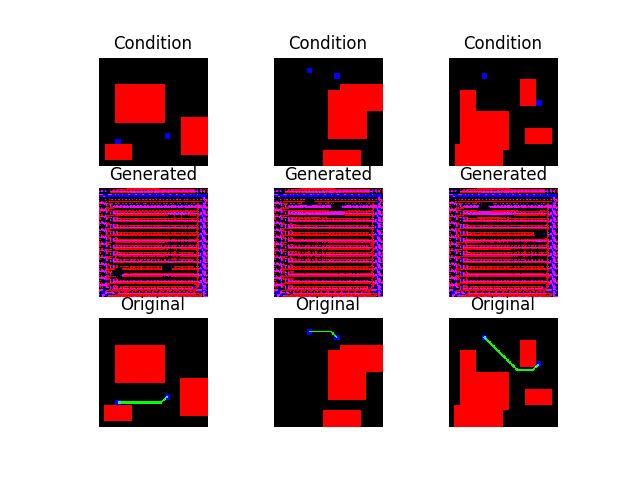 Condition Condition Condition
Generated Generated Generated
Original Original Original